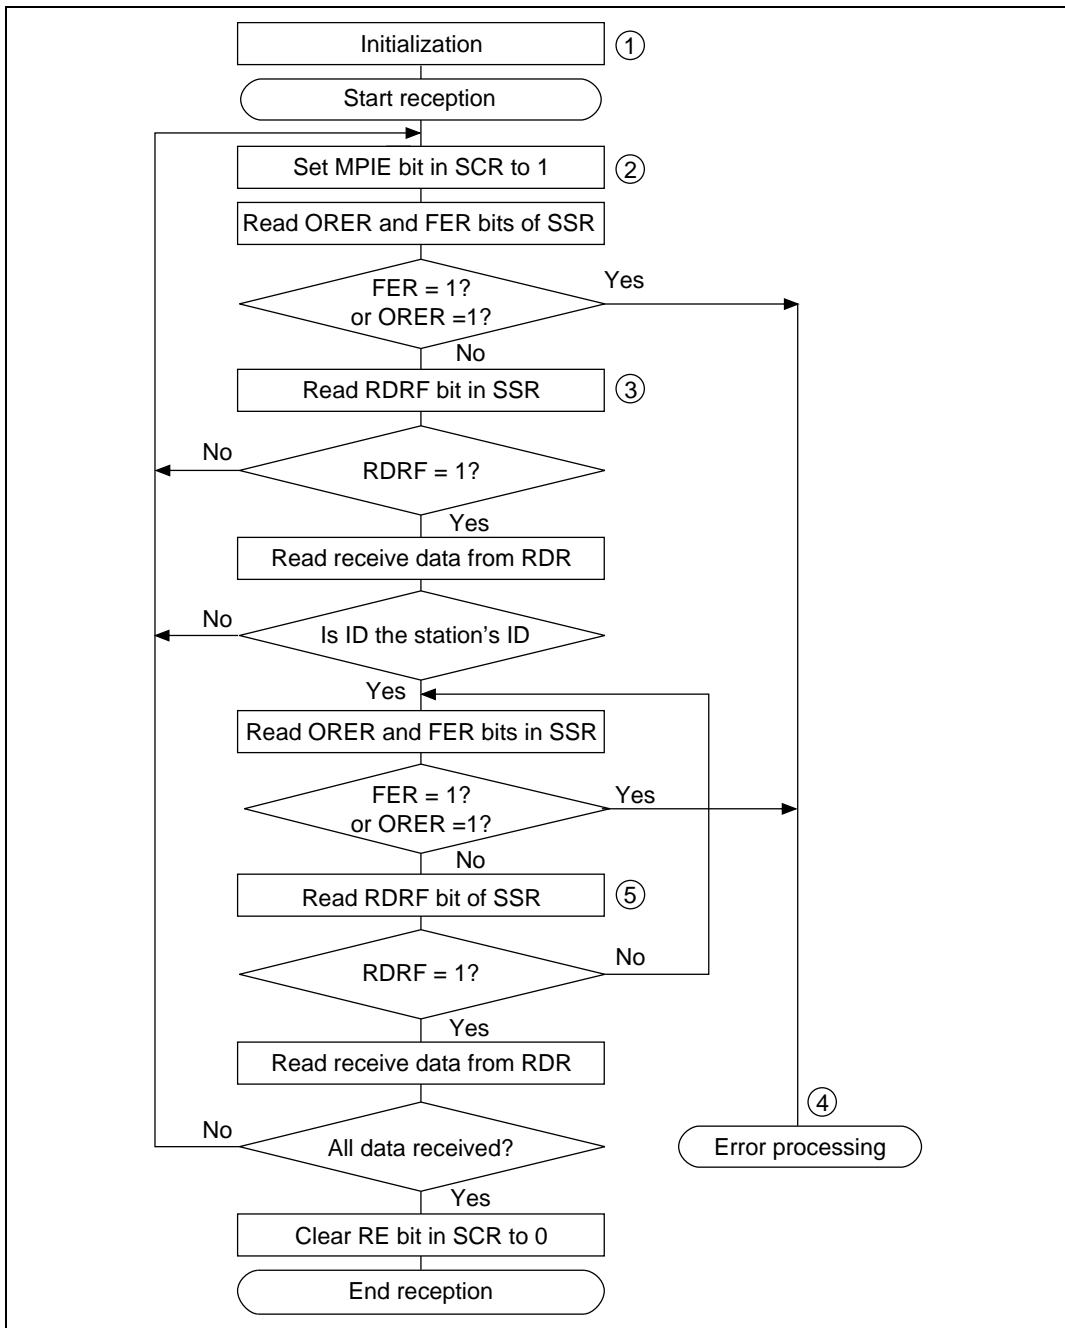 Initialization
1
Start reception
Set MPIE bit in SCR to 1
2
Read ORER and FER bits of SSR
FER = 1?
or ORER =1?
Yes
No
Read RDRF bit in SSR
3
No
RDRF = 1?
Yes
Read receive data from RDR
No
Is ID the station's ID
Yes
Read ORER and FER bits in SSR
FER = 1?
or ORER =1?
Yes
No
Read RDRF bit of SSR
5
RDRF = 1?
No
Yes
Read receive data from RDR
4
No
All data received?
Error processing
Yes
Clear RE bit in SCR to 0
End reception